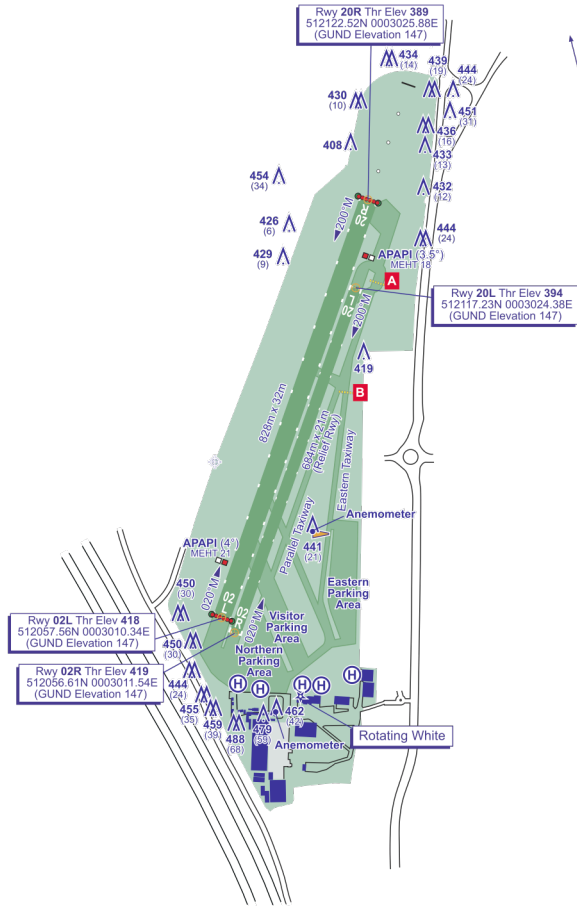 Rwy 20R Thr Elev 389
512122.52N 0003025.88E
(GUND Elevation 147)
434
(14)
439
(19)
444
(24)
430
(10)
451
(31)
436
(16)
408
433
(13)
454
(34)
432
(12)
200°M
R
20
426
(6)
444
(24)
429
(9)
APAPI (3.5°)
MEHT 18
A
Rwy 20L Thr Elev 394
512117.23N 0003024.38E
(GUND Elevation 147)
L
20
200°M
419
B
828m x 32m
684m x 21m
(Relief Rwy)
Eastern Taxiway
Parallel Taxiway
Anemometer
441
(21)
APAPI (4°)
MEHT 21
020°M
Eastern
Parking
Area
450
(30)
02
L
02
R
020°M
Rwy 02L Thr Elev 418
512057.56N 0003010.34E
(GUND Elevation 147)
Visitor
Parking
Area
450
(30)
Northern
Parking
Area
Rwy 02R Thr Elev 419
512056.61N 0003011.54E
(GUND Elevation 147)
444
(24)
H
H
H
H
H
455
(35)
459
(39)
462
(42)
488
(68)
479
(59)
Anemometer
Rotating White